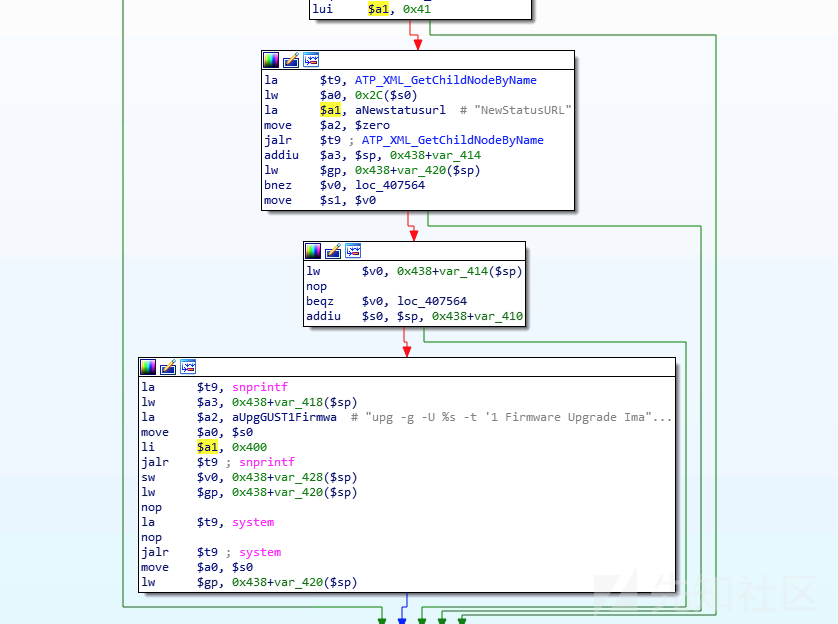 lui $a1, 0x41
la $t9, ATP_XML_GetChildNodeByName
lw $a0, 0x2C($s0)
la $a1, aNewstatusurl # "NewStatusURL"
move $a2, $zero
jalr $t9 ; ATP_XML_GetChildNodeByName
addiu $a3, $sp, 0x438+var_414
lw $gp, 0x438+var_420($sp)
bnez $v0, loc_407564
move $s1, $v0
lw $v0, 0x438+var_414($sp)
nop
beqz $v0, loc_407564
addiu $s0, $sp, 0x438+var_410
la $t9, snprintf
lw $a3, 0x438+var_418($sp)
la $a2, aUpgGUST1Firmwa # "upg -g -U %s -t '1 Firmware Upgrade Ima"...
move $a0, $s0
li $a1, 0x400
jalr $t9 ; snprintf
sw $v0, 0x438+var_428($sp)
lw $gp, 0x438+var_420($sp)
nop
la $t9, system
nop
jalr $t9 ; system
move $a0, $s0
lw $gp, 0x438+var_420($sp)
先知社区